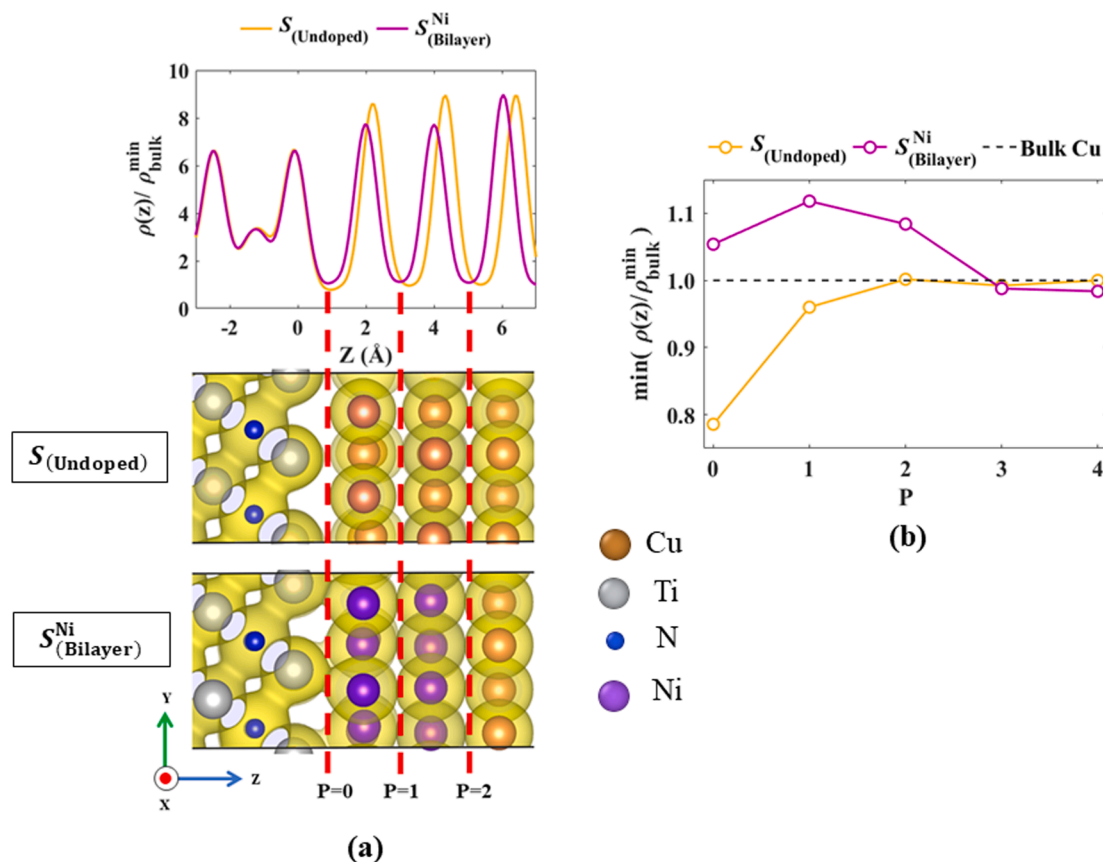 (a)
S(Undoped) S(Bilayer)^Ni
ρ(z)/ ρ_bulk^min
10
8
6
4
2
0
-2 0 2 4 6
Z (Å)
S(Undoped)
S(Bilayer)^Ni
Y
Z
X
P=0 P=1 P=2
(a)
S(Undoped) S(Bilayer)^Ni Bulk Cu
min( ρ(z)/ρ_bulk^min )
1.1
1.0
0.9
0.8
0 1 2 3 4
P
(b)
Cu
Ti
N
Ni